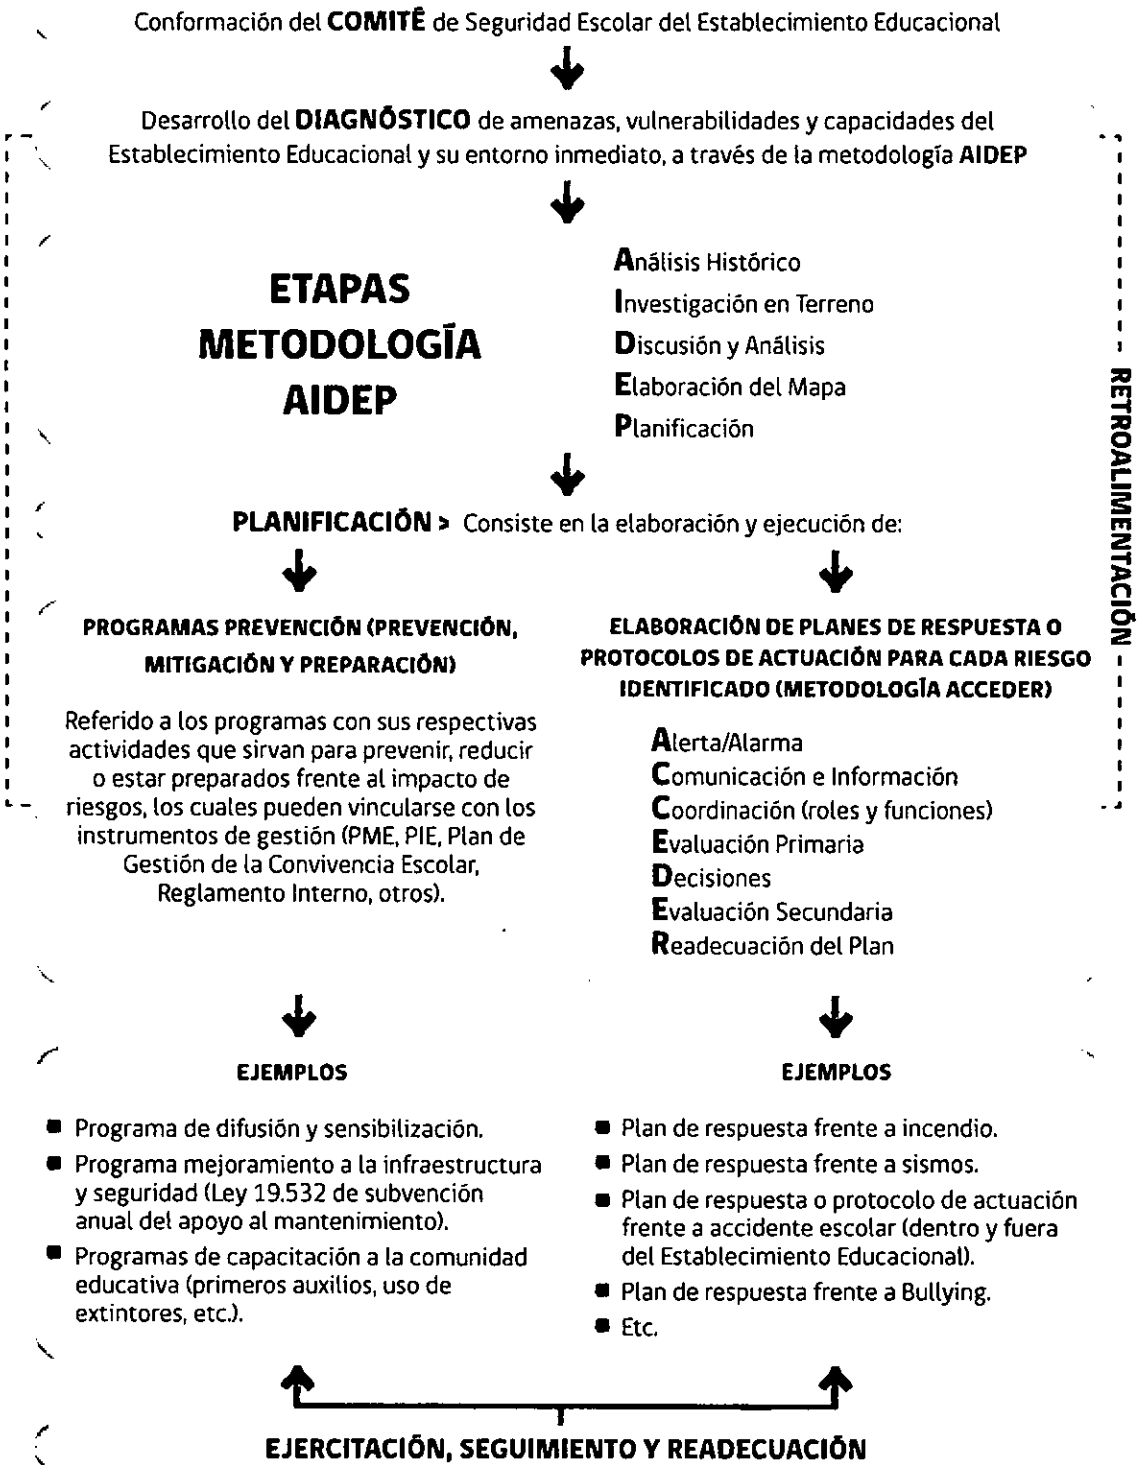 Conformación del COMITÉ de Seguridad Escolar del Establecimiento Educacional
Desarrollo del DIAGNÓSTICO de amenazas, vulnerabilidades y capacidades del
Establecimiento Educacional y su entorno inmediato, a través de la metodología AIDEP
ETAPAS
METODOLOGÍA
AIDEP
Análisis Histórico
Investigación en Terreno
Discusión y Análisis
Elaboración del Mapa
Planificación
RETROALIMENTACIÓN
PLANIFICACIÓN > Consiste en la elaboración y ejecución de:
PROGRAMAS PREVENCIÓN (PREVENCIÓN,
MITIGACIÓN Y PREPARACIÓN)
Referido a los programas con sus respectivas
actividades que sirvan para prevenir, reducir
o estar preparados frente al impacto de
riesgos, los cuales pueden vincularse con los
instrumentos de gestión (PME, PIE, Plan de
Gestión de la Convivencia Escolar,
Reglamento Interno, otros).
ELABORACIÓN DE PLANES DE RESPUESTA O
PROTOCOLOS DE ACTUACIÓN PARA CADA RIESGO
IDENTIFICADO (METODOLOGÍA ACCEDER)
Alerta/Alarma
Comunicación e Información
Coordinación (roles y funciones)
Evaluación Primaria
Decisiones
Evaluación Secundaria
Readecuación del Plan
EJEMPLOS
■ Programa de difusión y sensibilización.
■ Programa mejoramiento a la infraestructura
y seguridad (Ley 19.532 de subvención
anual del apoyo al mantenimiento).
■ Programas de capacitación a la comunidad
educativa (primeros auxilios, uso de
extintores, etc.).
EJEMPLOS
■ Plan de respuesta frente a incendio.
■ Plan de respuesta frente a sismos.
■ Plan de respuesta o protocolo de actuación
frente a accidente escolar (dentro y fuera
del Establecimiento Educacional).
■ Plan de respuesta frente a Bullying.
■ Etc.
EJERCITACIÓN, SEGUIMIENTO Y READECUACIÓN